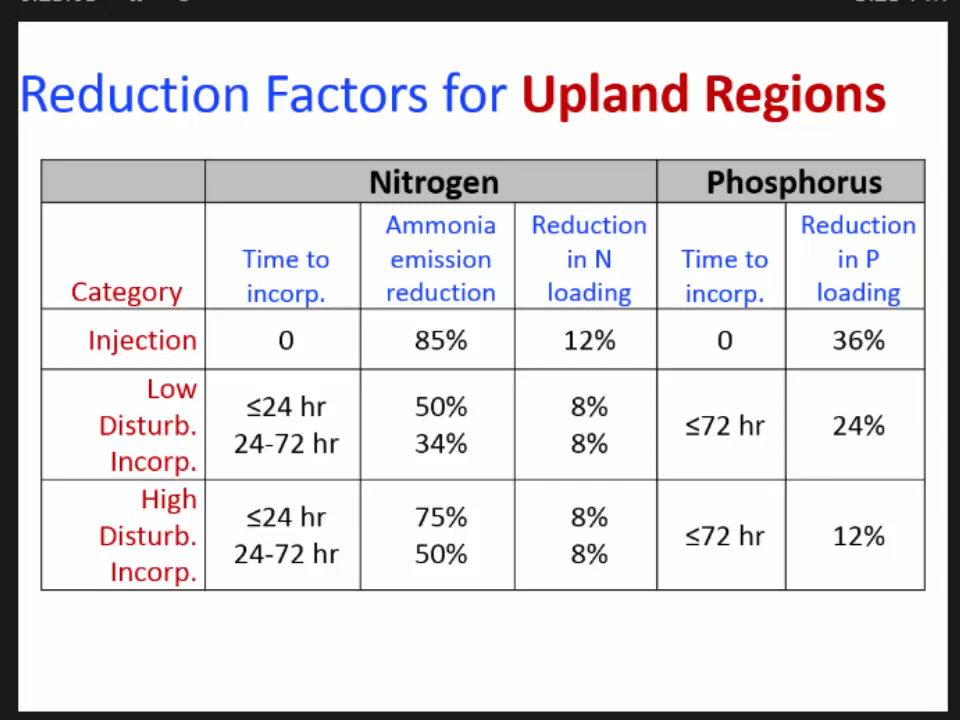 Reduction Factors for Upland Regions
Nitrogen Phosphorus
Category
Time to
incorp.
Ammonia
emission
reduction
Reduction
in N
loading
Time to
incorp.
Reduction
in P
loading
Injection 0 85% 12% 0 36%
Low
Disturb.
Incorp.
≤24 hr 50% 8%
24-72 hr 34% 8%
≤72 hr 24%
High
Disturb.
Incorp.
≤24 hr 75% 8%
24-72 hr 50% 8%
≤72 hr 12%